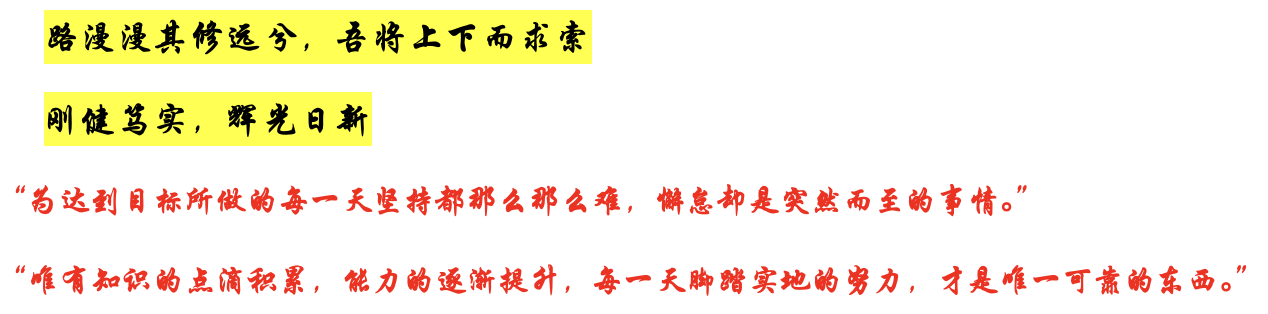 路漫漫其修远兮，吾将上下而求索
刚健笃实，辉光日新
“为达到目标所做的每一天坚持都那么那么难，懈怠却是突然而至的事情。”
“唯有知识的点滴积累，能力的逐渐提升，每一天脚踏实地的努力，才是唯一可靠的东西。”